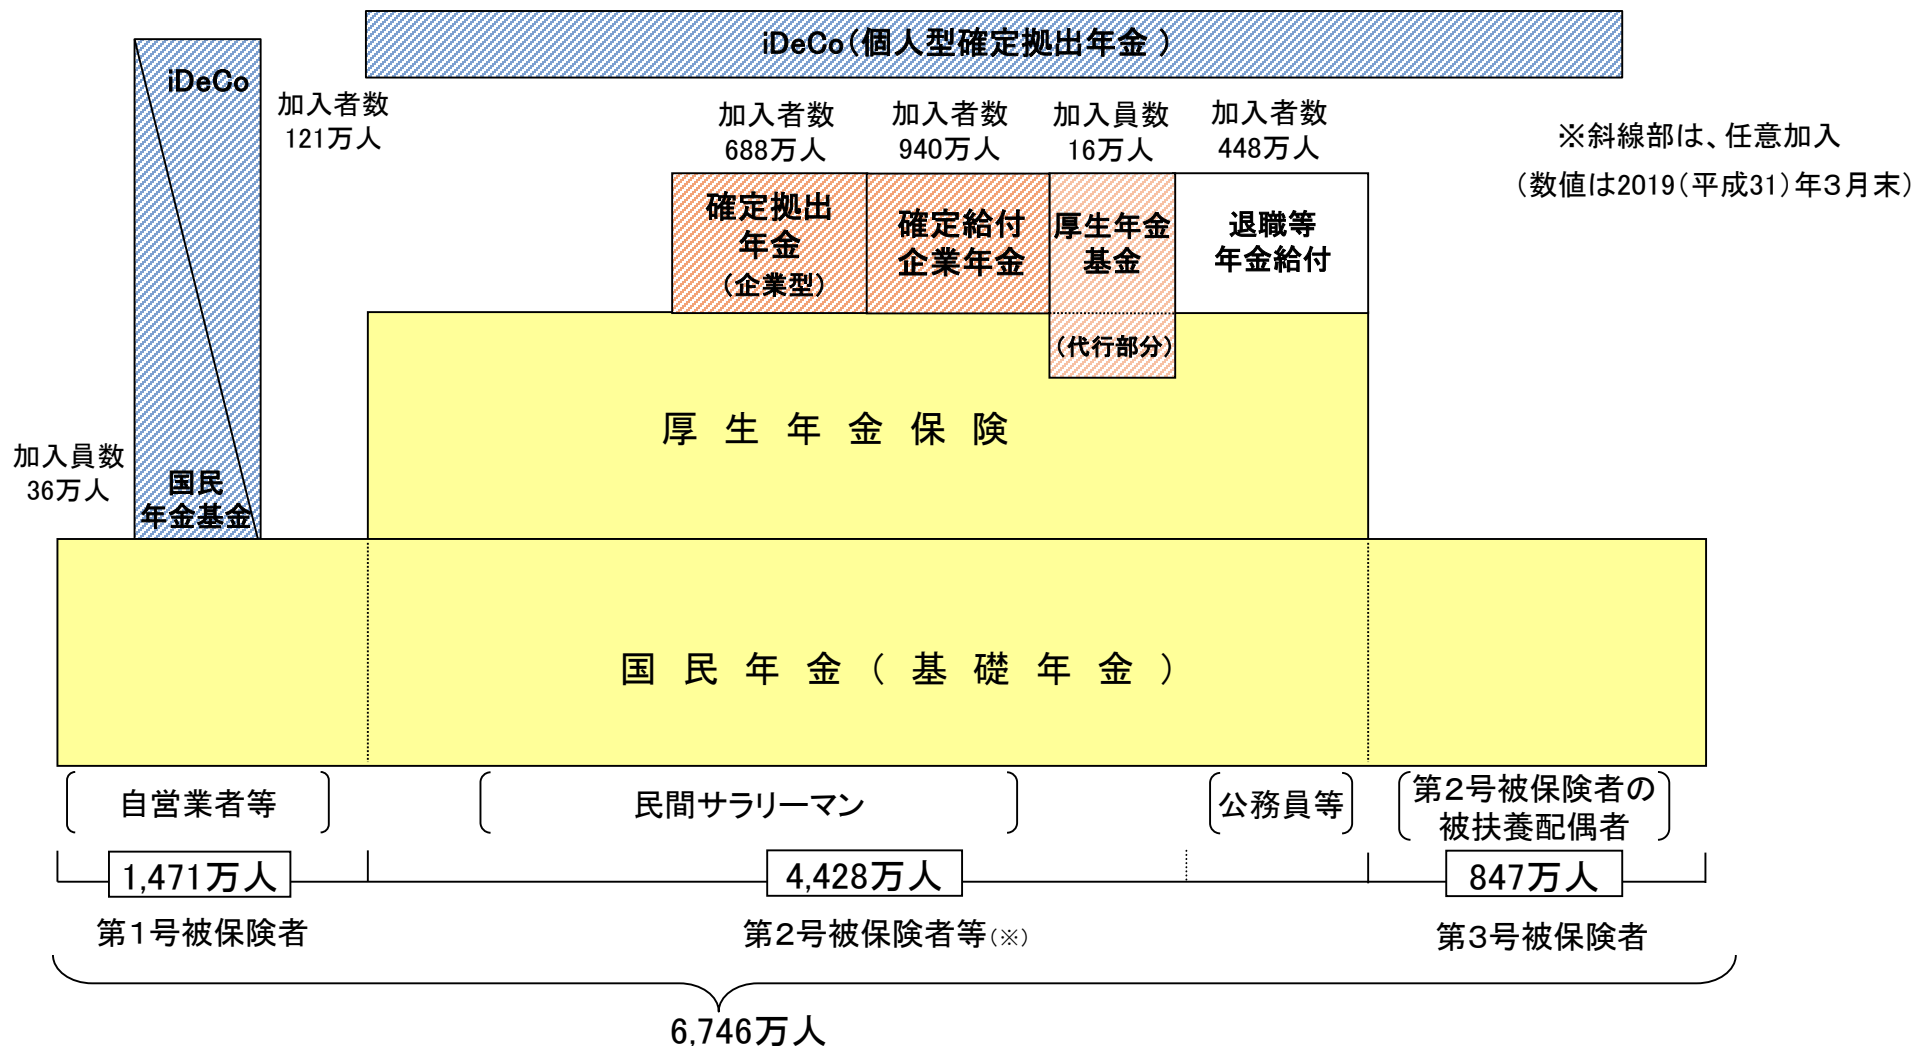 iDeCo(個人型確定拠出年金 )
iDeCo
加入者数
121万人
加入者数
688万人
加入者数
940万人
加入員数
16万人
加入者数
448万人
※斜線部は、任意加入
(数値は2019(平成31)年3月末)
確定拠出
年金
(企業型)
確定給付
企業年金
厚生年金
基金
(代行部分)
退職等
年金給付
厚生年金保険
加入員数
36万人
国民
年金基金
国民年金(基礎年金)
自営業者等
民間サラリーマン
公務員等
第2号被保険者の
被扶養配偶者
1,471万人
4,428万人
847万人
第1号被保険者
第2号被保険者等(※)
第3号被保険者
6,746万人